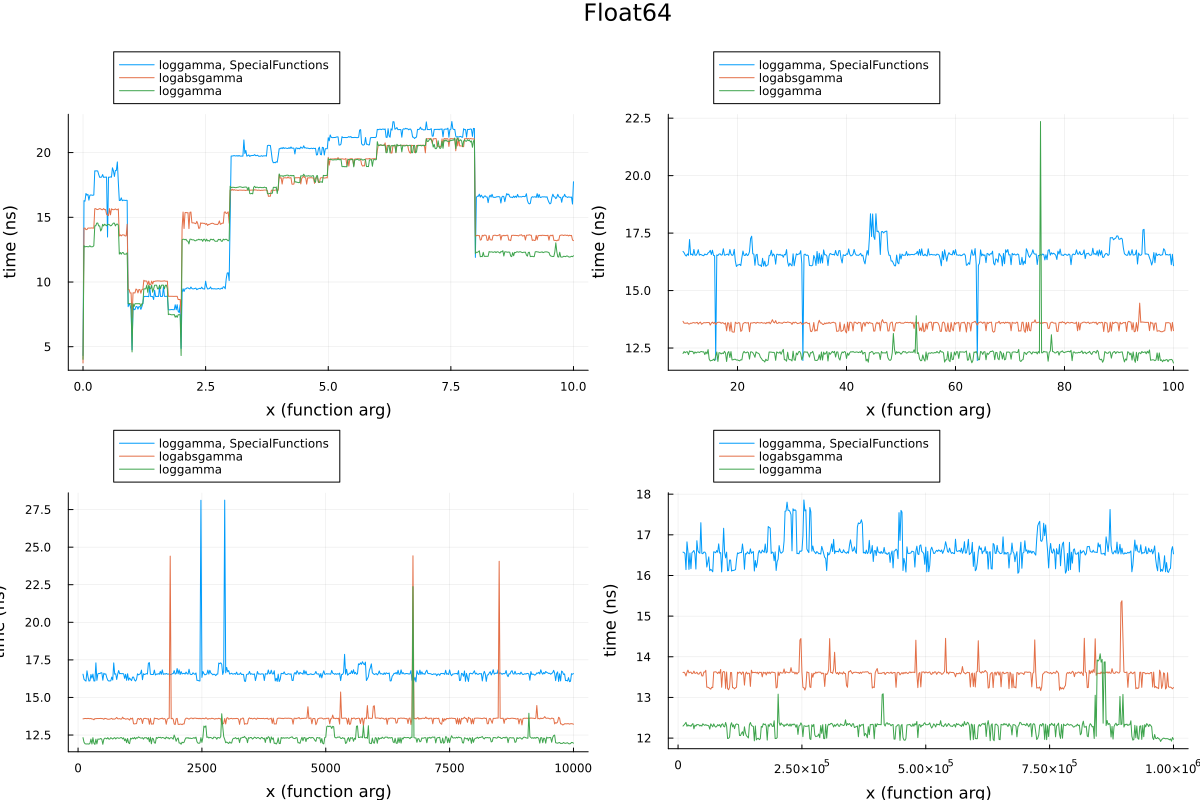 Float64
loggamma, SpecialFunctions
logabsgamma
loggamma
20
15
10
5
time (ns)
0.0 2.5 5.0 7.5 10.0
x (function arg)
loggamma, SpecialFunctions
logabsgamma
loggamma
22.5
20.0
17.5
15.0
12.5
time (ns)
20 40 60 80 100
x (function arg)
loggamma, SpecialFunctions
logabsgamma
loggamma
27.5
25.0
22.5
20.0
17.5
15.0
12.5
time (ns)
0 2500 5000 7500 10000
x (function arg)
loggamma, SpecialFunctions
logabsgamma
loggamma
18
17
16
15
14
13
12
time (ns)
0 2.50×10⁵ 5.00×10⁵ 7.50×10⁵ 1.00×10⁶
x (function arg)